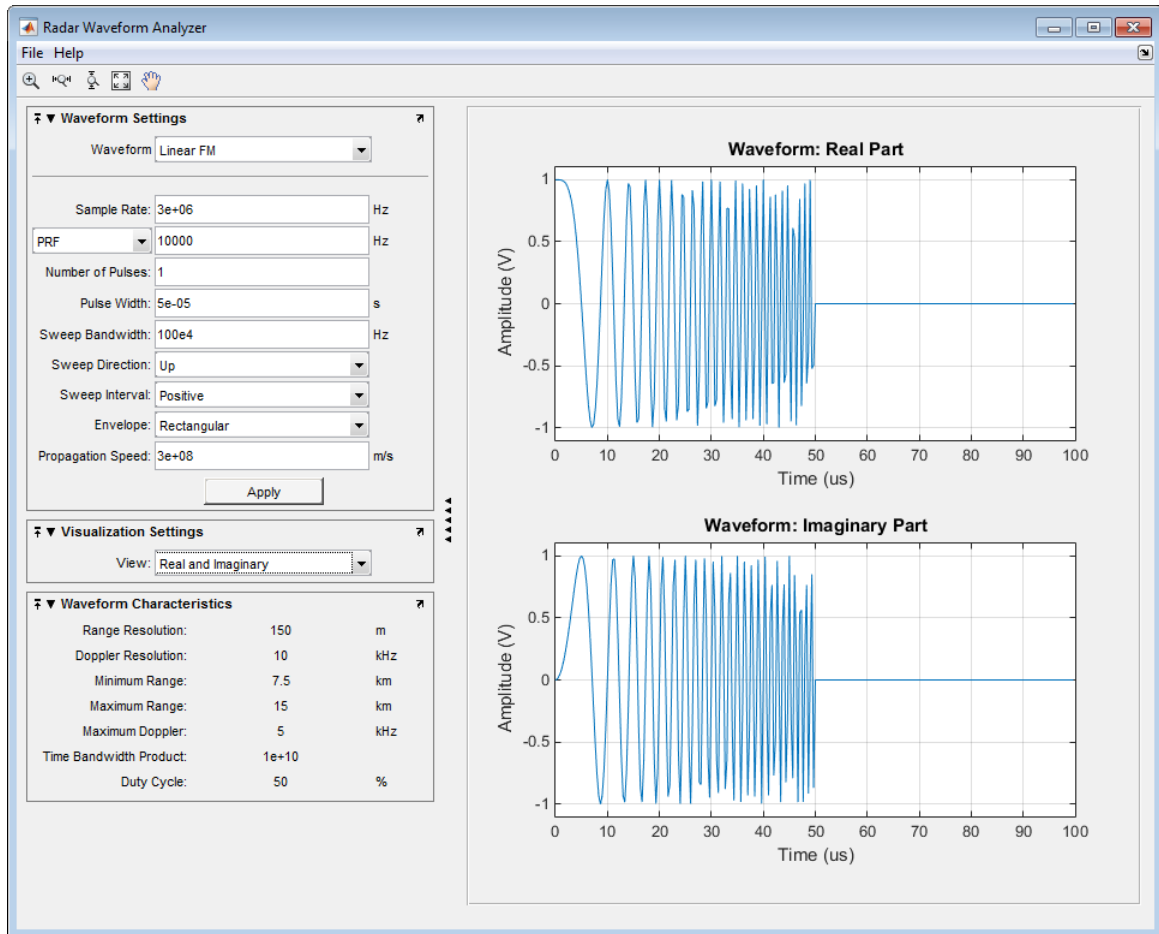 Radar Waveform Analyzer
File Help
Waveform Settings
Waveform Linear FM
Sample Rate: 3e+06 Hz
PRF 10000 Hz
Number of Pulses: 1
Pulse Width: 5e-05 s
Sweep Bandwidth: 100e4 Hz
Sweep Direction: Up
Sweep Interval: Positive
Envelope: Rectangular
Propagation Speed: 3e+08 m/s
Apply
Visualization Settings
View: Real and Imaginary
Waveform Characteristics
Range Resolution: 150 m
Doppler Resolution: 10 kHz
Minimum Range: 7.5 km
Maximum Range: 15 km
Maximum Doppler: 5 kHz
Time Bandwidth Product: 1e+10
Duty Cycle: 50 %
Waveform: Real Part
Amplitude (V)
1
0.5
0
-0.5
-1
0 10 20 30 40 50 60 70 80 90 100
Time (us)
Waveform: Imaginary Part
Amplitude (V)
1
0.5
0
-0.5
-1
0 10 20 30 40 50 60 70 80 90 100
Time (us)